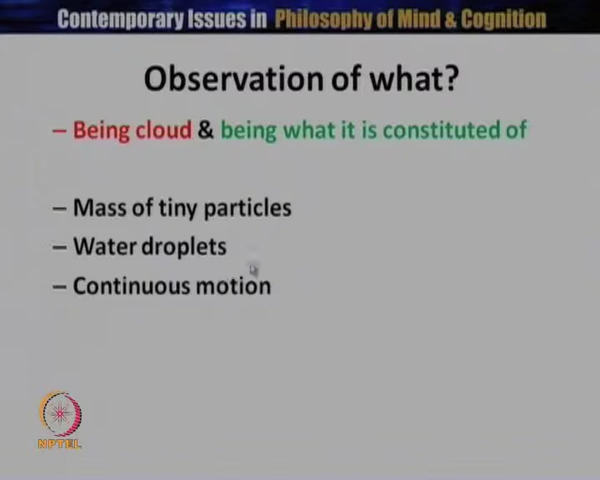 Contemporary Issues in Philosophy of Mind & Cognition
Observation of what?
– Being cloud & being what it is constituted of
– Mass of tiny particles
– Water droplets
– Continuous motion
NPTEL